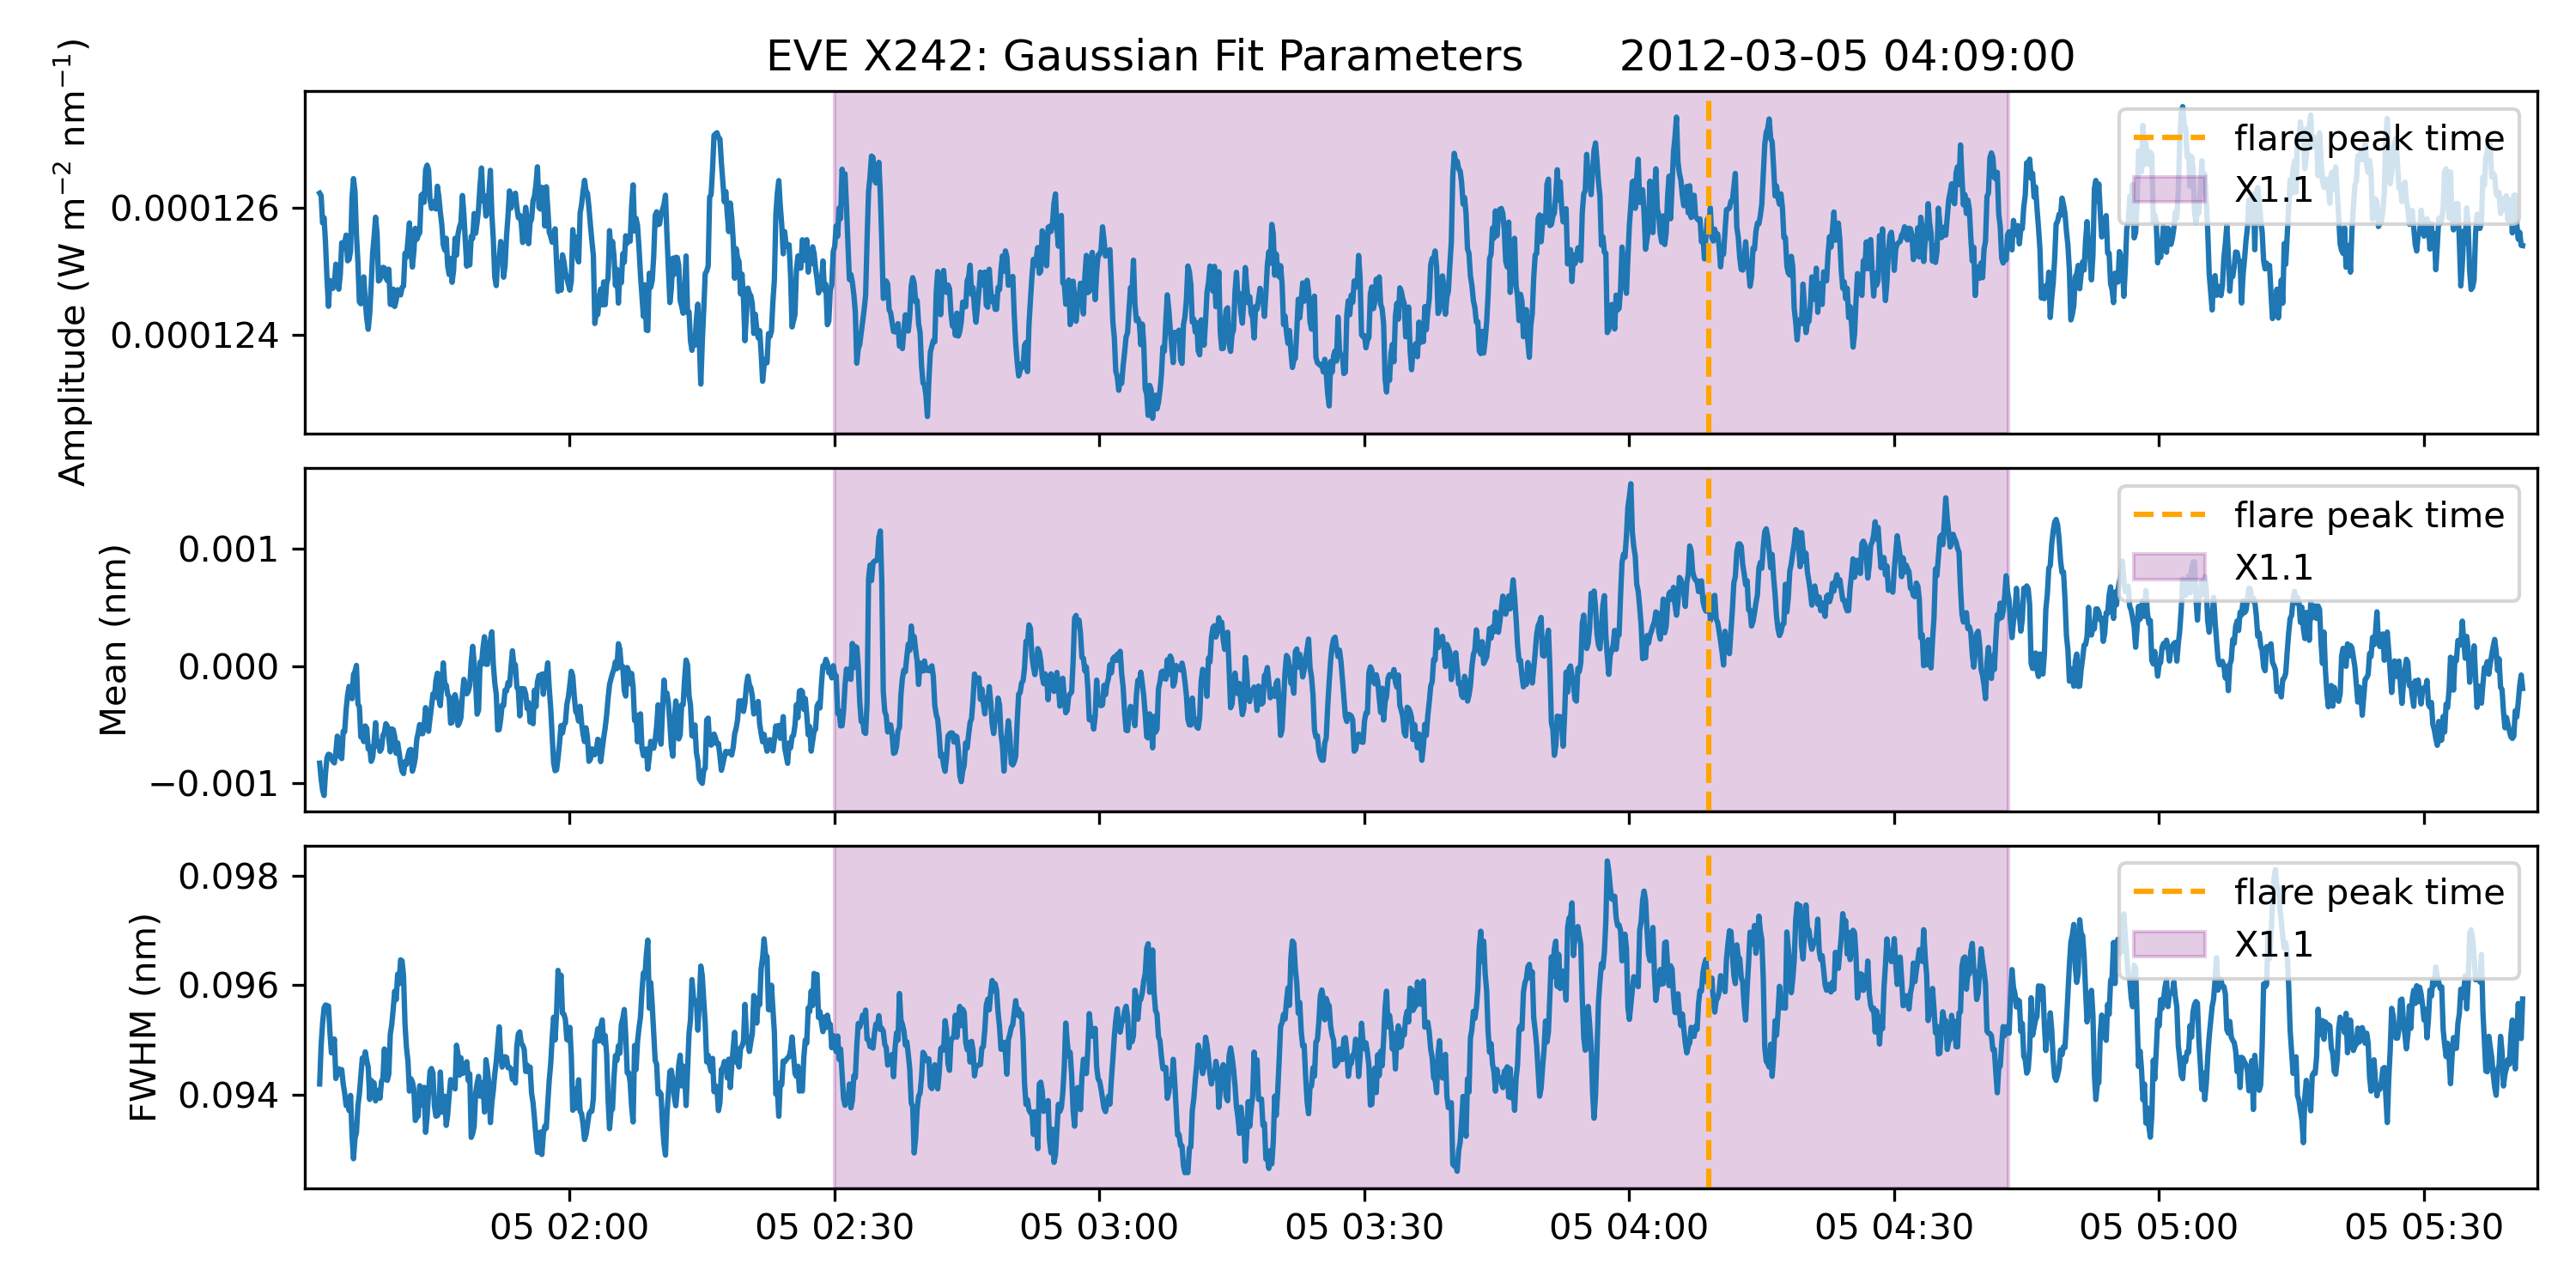 EVE X242: Gaussian Fit Parameters 2012-03-05 04:09:00
Amplitude (W m⁻² nm⁻¹)
0.000126
0.000124
flare peak time
X1.1
Mean (nm)
0.001
0.000
−0.001
flare peak time
X1.1
FWHM (nm)
0.098
0.096
0.094
flare peak time
X1.1
05 02:00 05 02:30 05 03:00 05 03:30 05 04:00 05 04:30 05 05:00 05 05:30